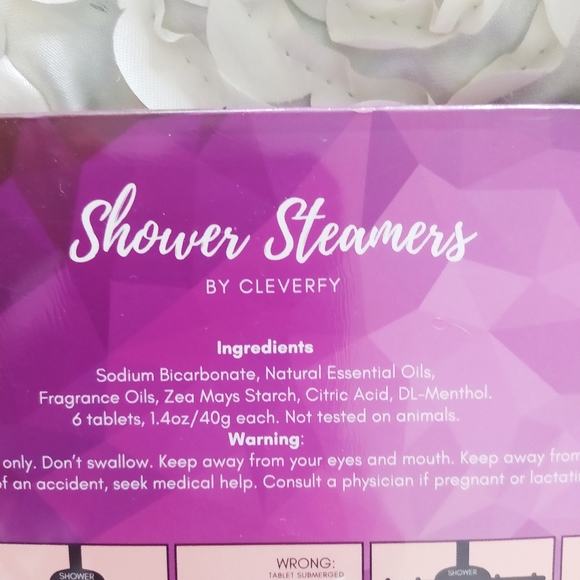 Shower Steamers
BY CLEVERFY
Ingredients
Sodium Bicarbonate, Natural Essential Oils,
Fragrance Oils, Zea Mays Starch, Citric Acid, DL-Menthol.
6 tablets, 1.4oz/40g each. Not tested on animals.
Warning:
only. Don't swallow. Keep away from your eyes and mouth. Keep away from
of an accident, seek medical help. Consult a physician if pregnant or
SHOWER
WRONG:
TABLET SUBMERGED
SHOWER